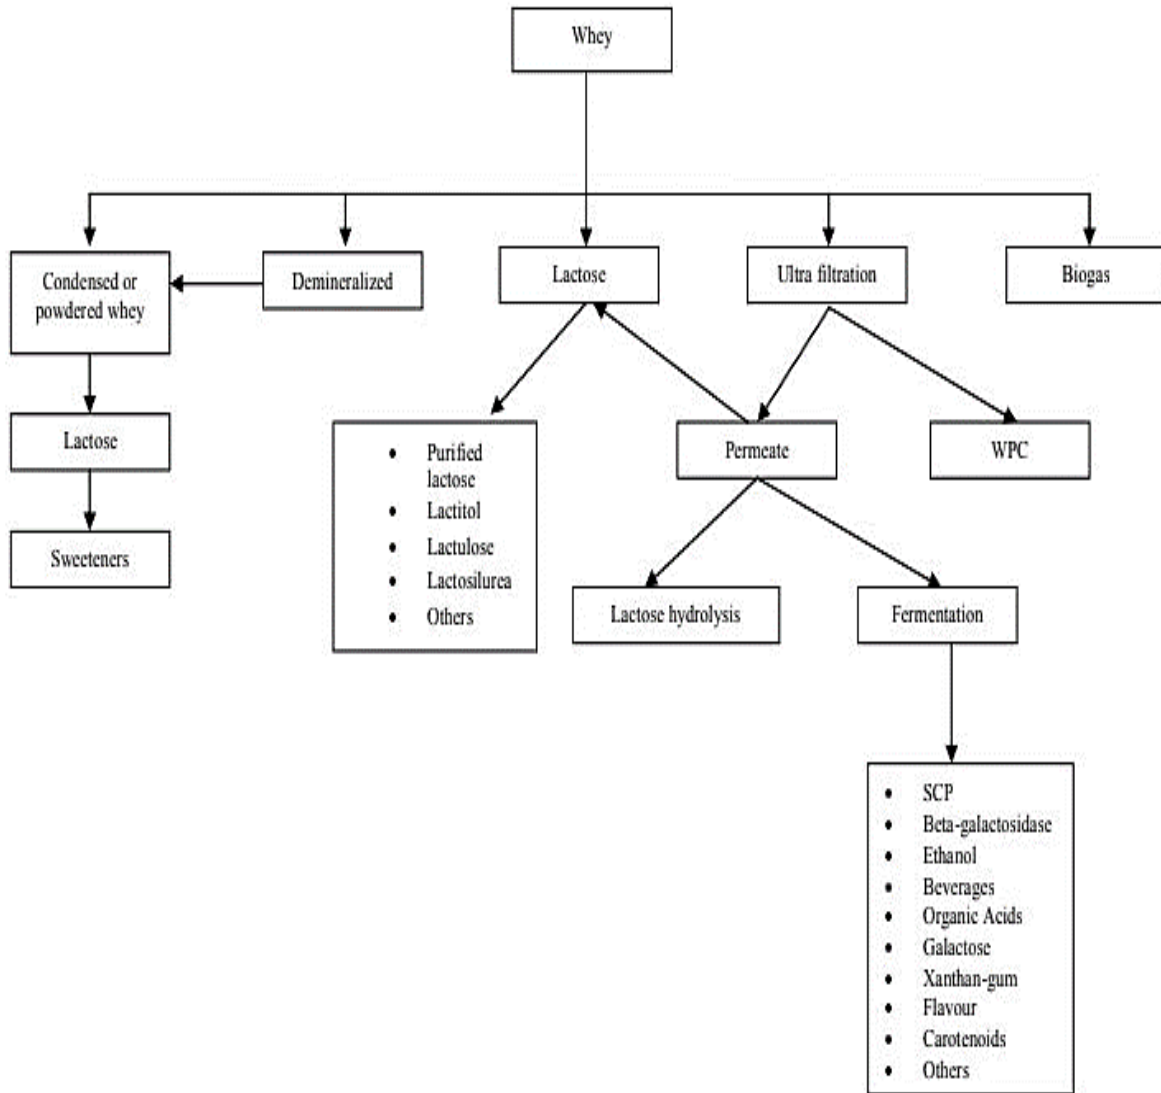 Whey
Condensed or
powdered whey
Demineralized
Lactose
Ultra filtration
Biogas
Lactose
Sweeteners
• Purified
lactose
• Lactitol
• Lactulose
• Lactosilurea
• Others
Permeate
WPC
Lactose hydrolysis
Fermentation
• SCP
• Beta-galactosidase
• Ethanol
• Beverages
• Organic Acids
• Galactose
• Xanthan-gum
• Flavour
• Carotenoids
• Others